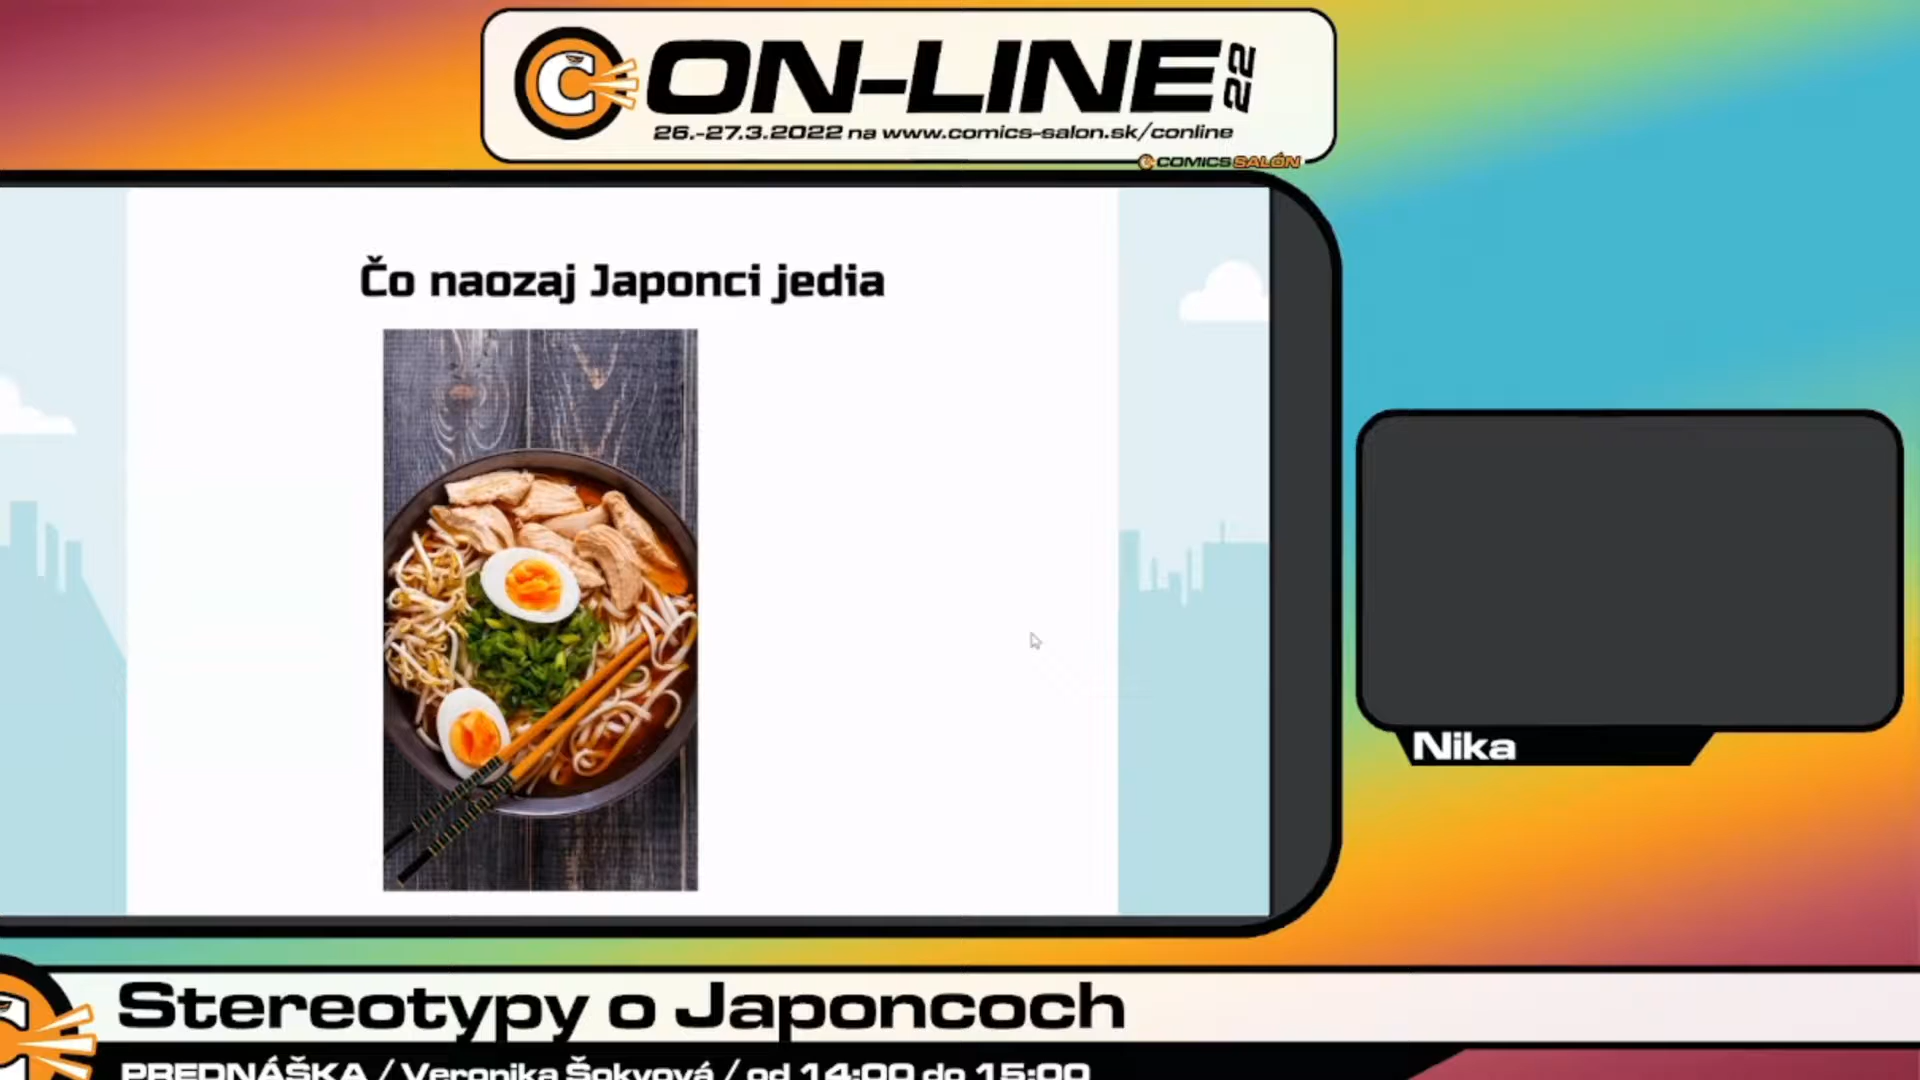 Č ON-LINE 22
26.-27.3.2022 na www.comics-salon.sk/conline
COMICS SALÓN
Čo naozaj Japonci jedia
Nika
Stereotypy o Japoncoch
PREDNÁŠKA / Veronika Šokyová / od 14:00 do 15:00